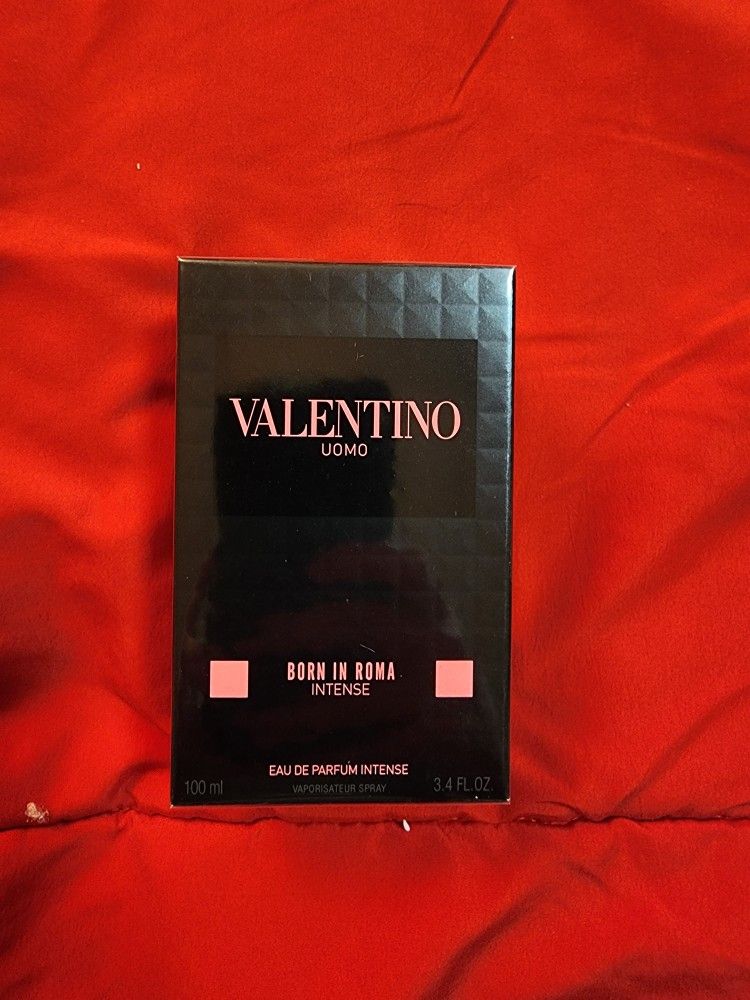 VALENTINO
UOMO
BORN IN ROMA
INTENSE
EAU DE PARFUM INTENSE
100 ml VAPORISATEUR SPRAY 3.4 FL.OZ.